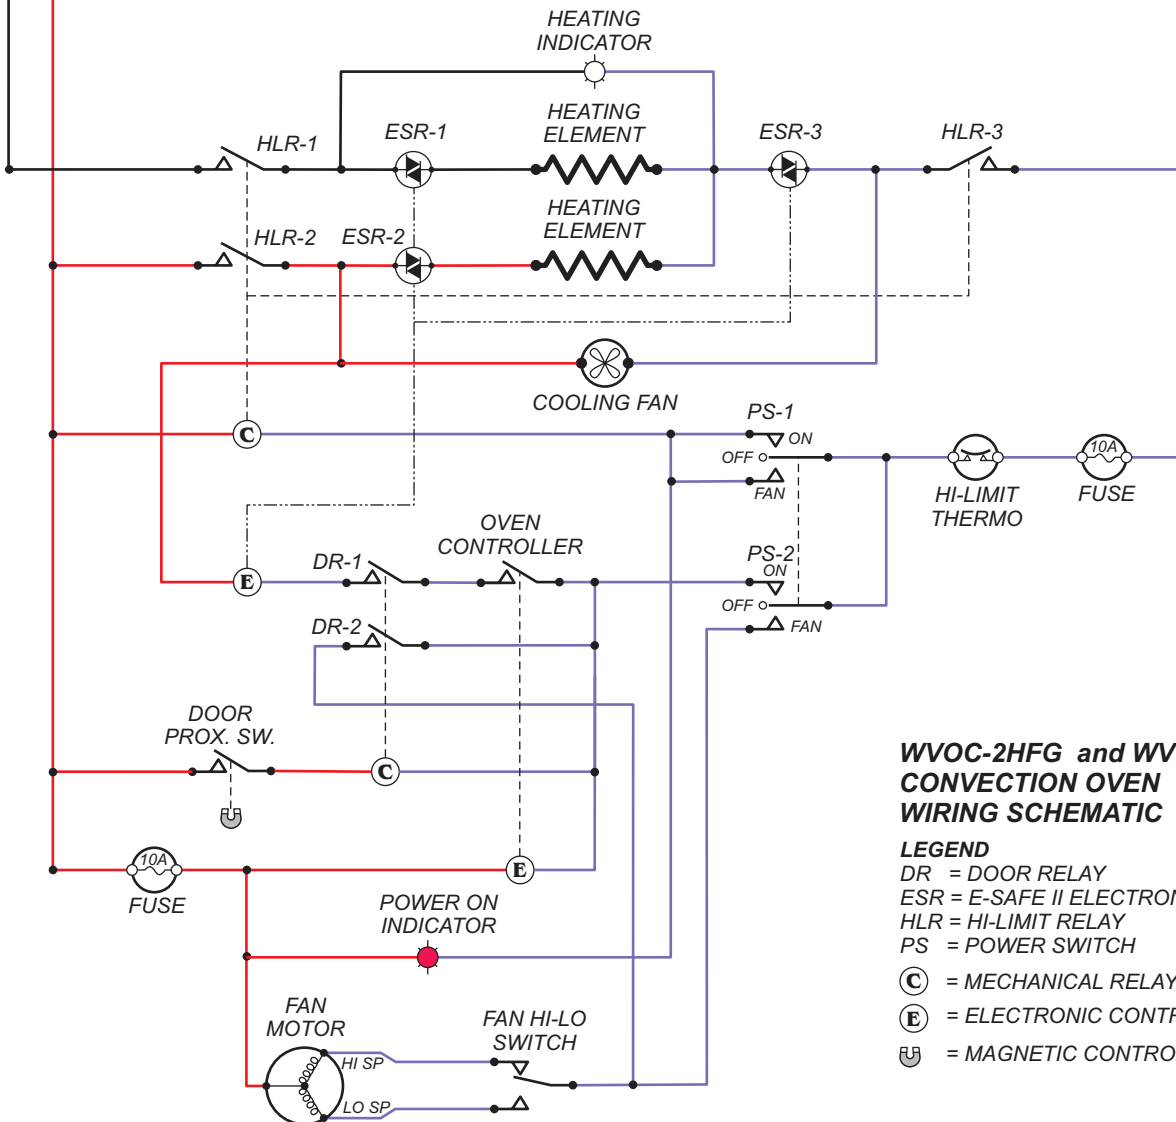 HEATING
INDICATOR
HEATING
ELEMENT
HLR-1
ESR-1
ESR-3
HLR-3
HEATING
ELEMENT
HLR-2
ESR-2
COOLING FAN
PS-1
ON
OFF
FAN
C
10A
HI-LIMIT
THERMO
FUSE
OVEN
CONTROLLER
DR-1
PS-2
ON
OFF
FAN
E
DR-2
DOOR
PROX. SW.
C
10A
FUSE
E
POWER ON
INDICATOR
FAN
MOTOR
HI SP
LO SP
FAN HI-LO
SWITCH
WVOC-2HFG and WV
CONVECTION OVEN
WIRING SCHEMATIC
LEGEND
DR = DOOR RELAY
ESR = E-SAFE II ELECTRON
HLR = HI-LIMIT RELAY
PS = POWER SWITCH
C = MECHANICAL RELAY
E = ELECTRONIC CONTR
= MAGNETIC CONTRO